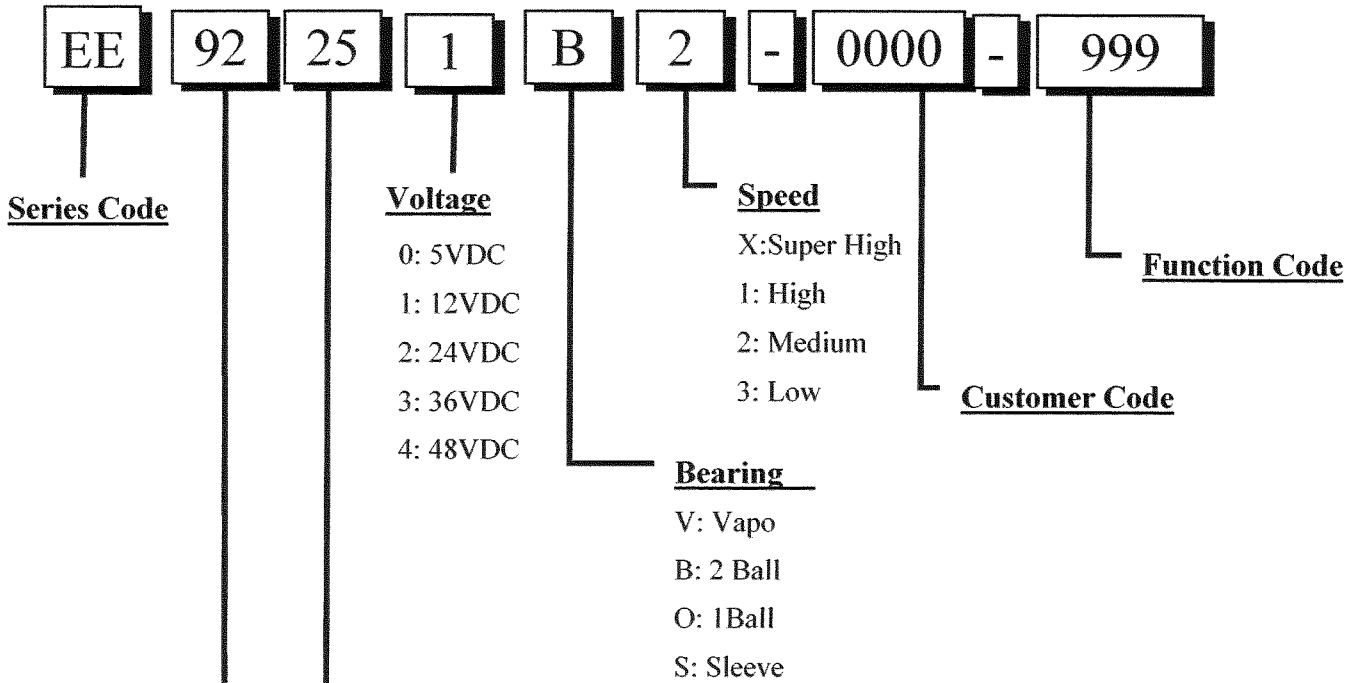 EE 92 25 1 B 2 - 0000 - 999
Series Code
Voltage
0: 5VDC
1: 12VDC
2: 24VDC
3: 36VDC
4: 48VDC
Speed
X:Super High
1: High
2: Medium
3: Low
Function Code
Customer Code
Bearing
V: Vapo
B: 2 Ball
O: 1Ball
S: Sleeve